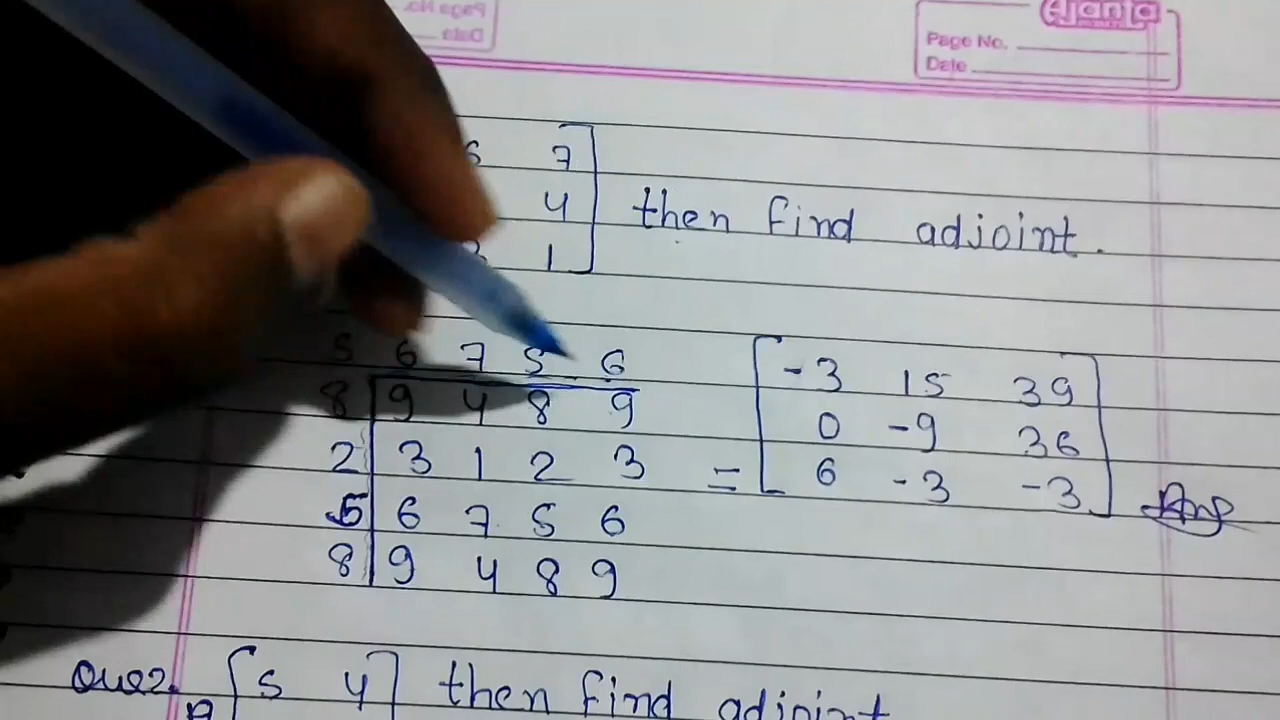 Ajanta
Page No.
Date
6 7
4 then find adjoint.
3 1
5 6 7 5 6
8 9 4 8 9
2 3 1 2 3
5 6 7 5 6
8 9 4 8 9
= -3 15 39
0 -9 36
6 -3 -3 Ans
Que2. 5 4 then find adjoint
A